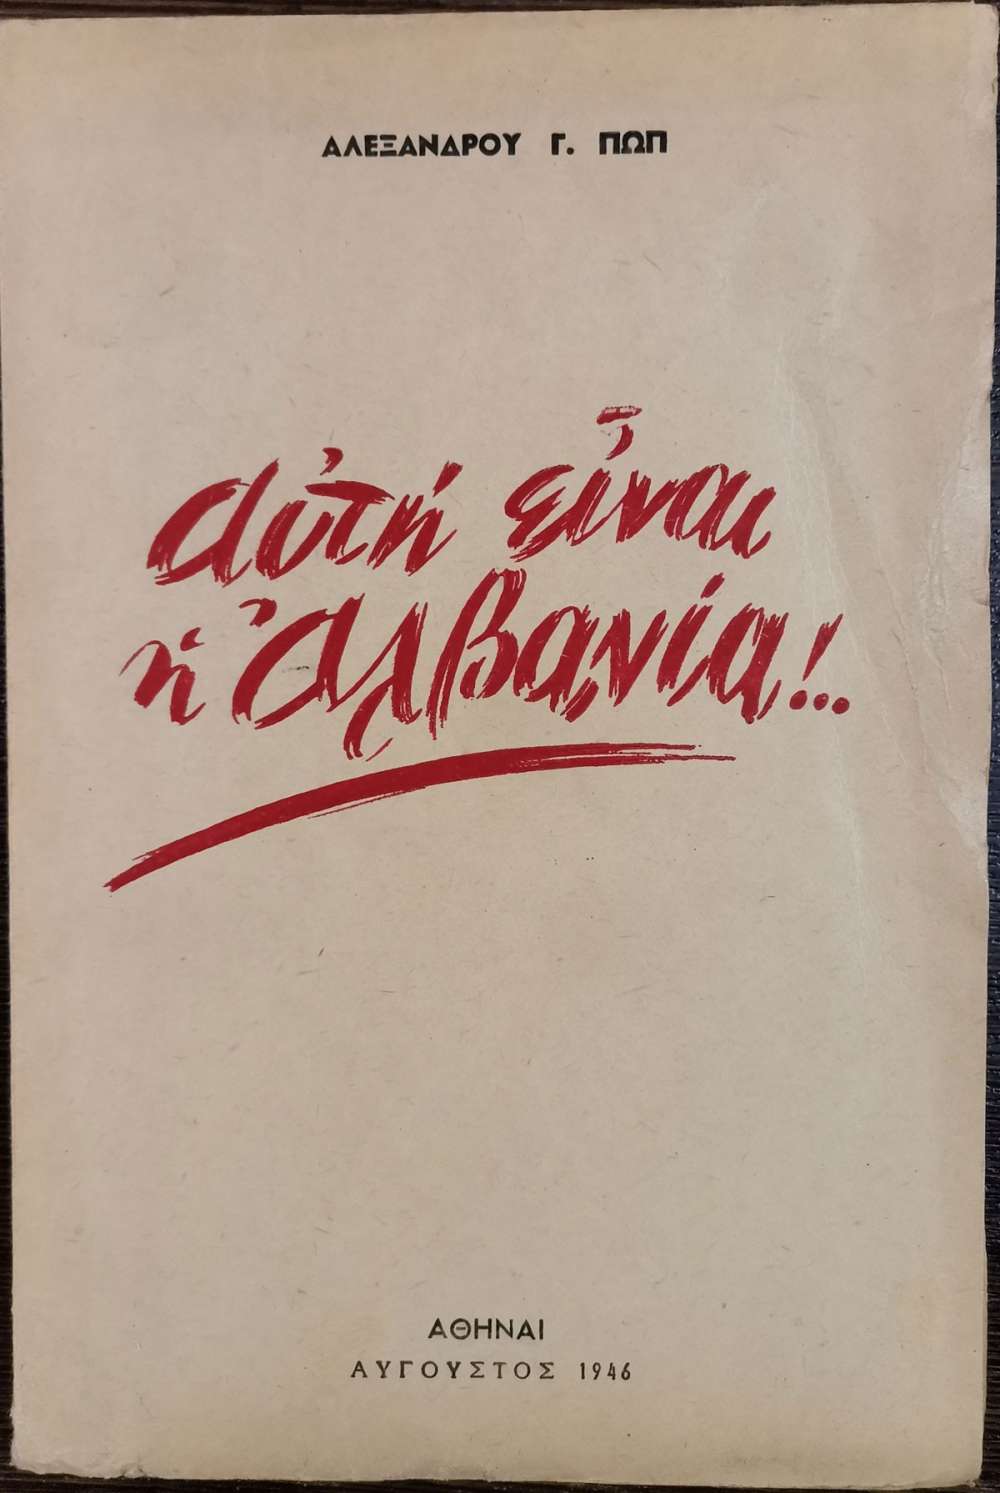 ΑΛΕΞΑΝΔΡΟΥ Γ. ΠΩΠ
αὐτή εἶναι
ἡ Ἀλβανία!...
ΑΘΗΝΑΙ
ΑΥΓΟΥΣΤΟΣ 1946